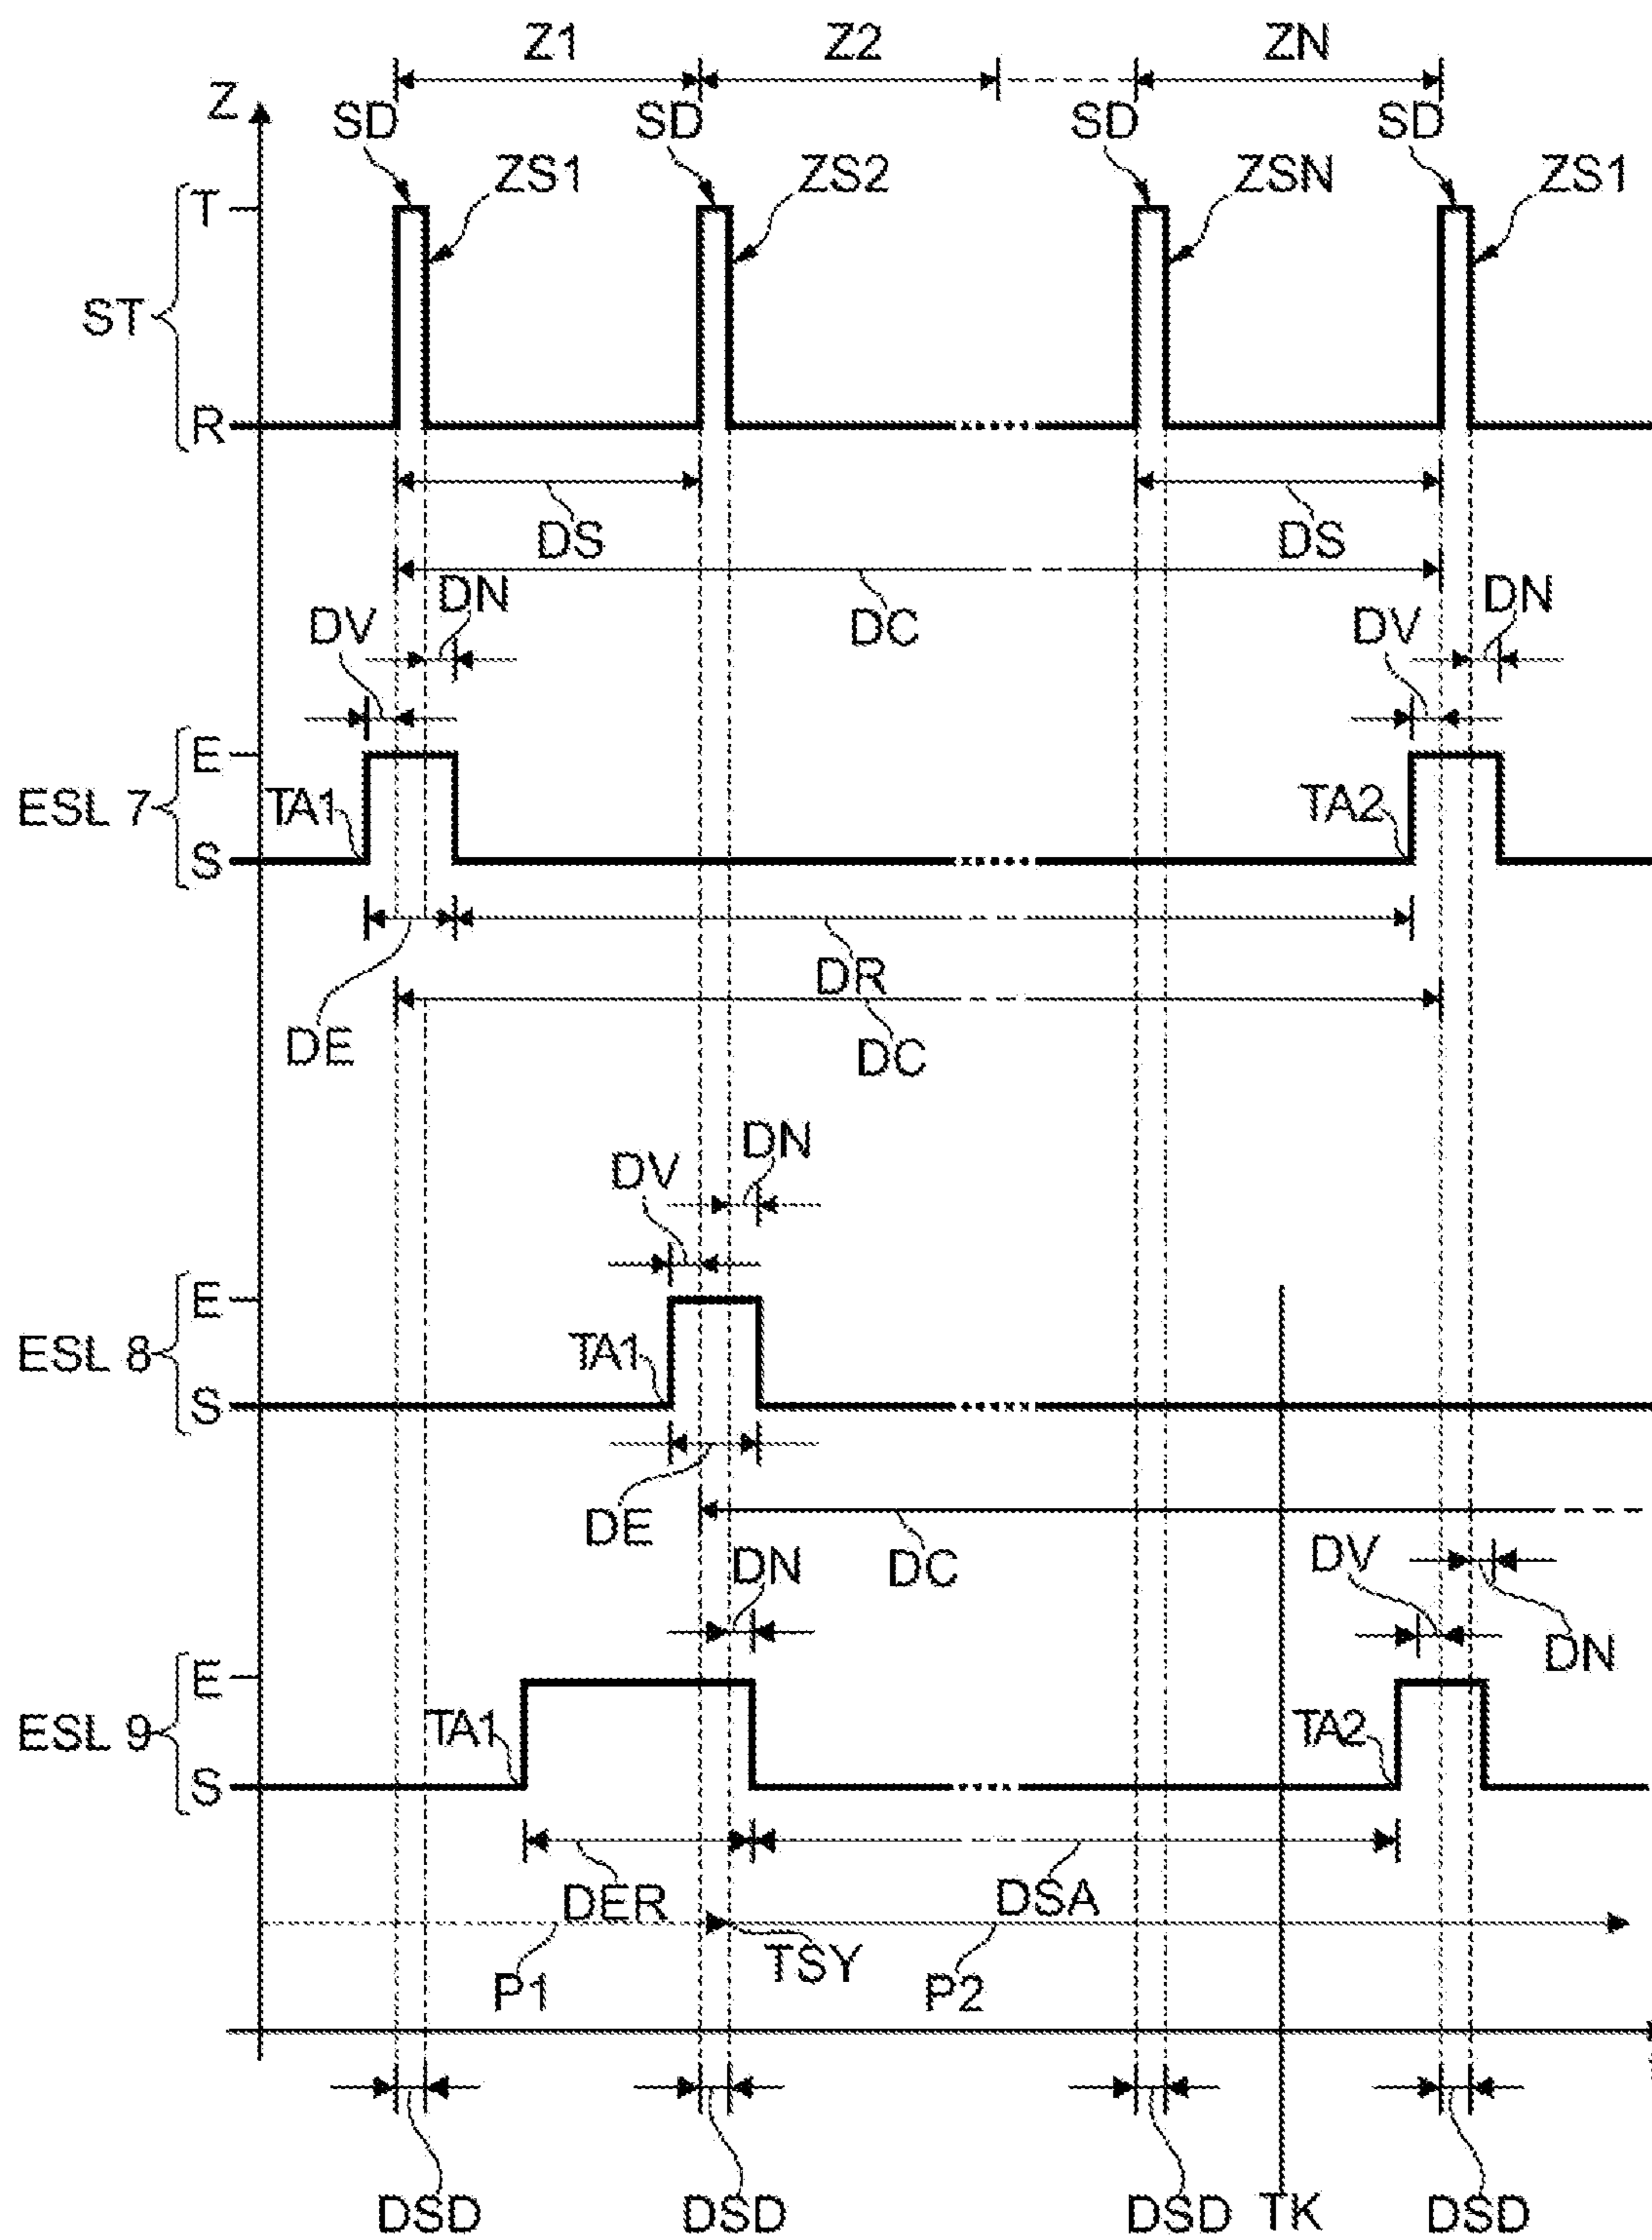 Z1 Z2 ZN
Z
SD SD SD SD
ZS1 ZS2 ZSN ZS1
T
ST
R
DS DS
DC
DN DN
DV DV
E
ESL 7 TA1 TA2
S
DR
DE DC
DN
DV
E
ESL 8 TA1
S
DE DC
DN DV
DN
E
ESL 9 TA1 TA2
S
DER DSA
TSY
P1 P2
DSD DSD DSD TK DSD